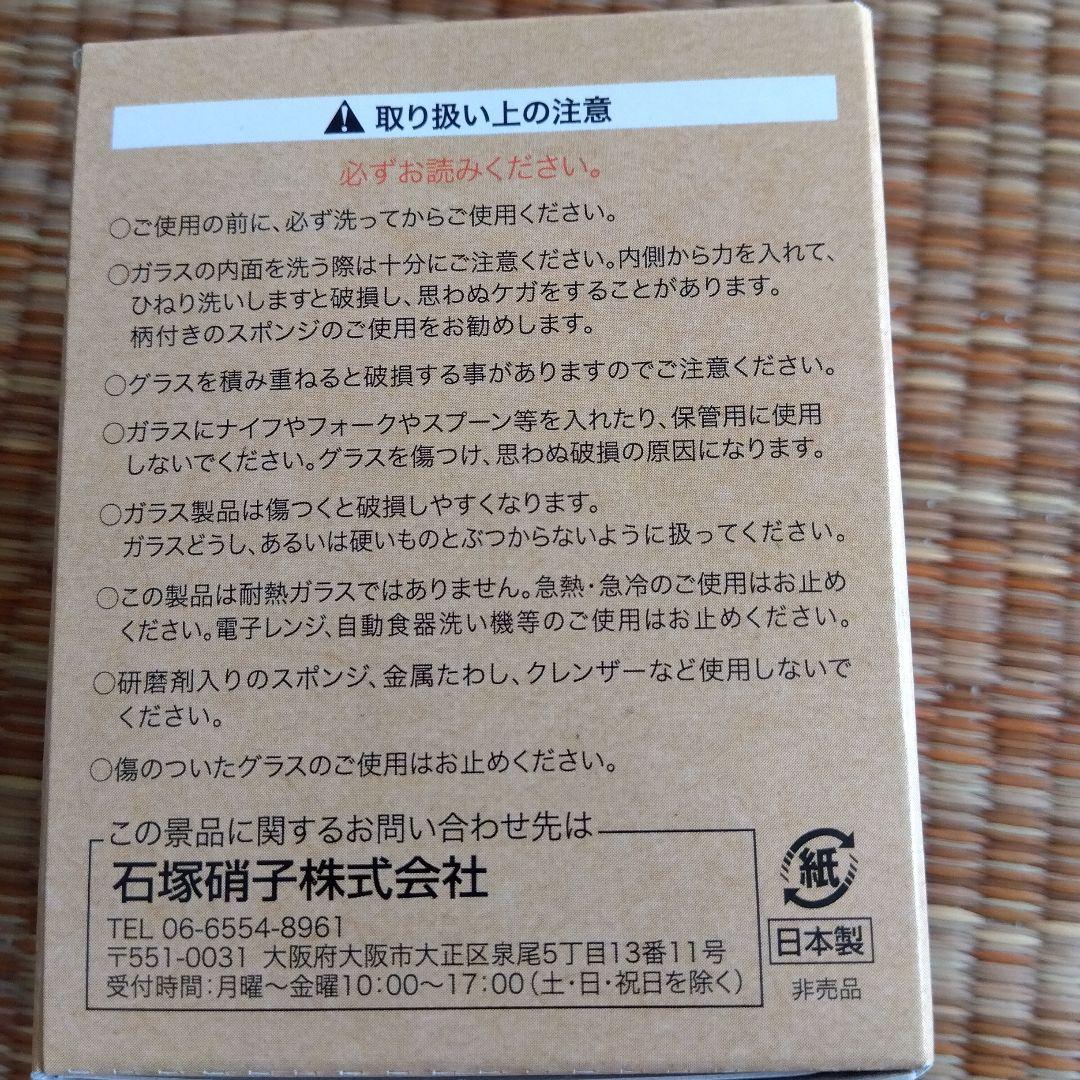 取り扱い上の注意
必ずお読みください。
○ご使用の前に、必ず洗ってからご使用ください。
○ガラスの内面を洗う際は十分にご注意ください。内側から力を入れて、
ひねり洗いしますと破損し、思わぬケガをすることがあります。
柄付きのスポンジのご使用をお勧めします。
○グラスを積み重ねると破損する事がありますのでご注意ください。
○ガラスにナイフやフォークやスプーン等を入れたり、保管用に使用
しないでください。グラスを傷つけ、思わぬ破損の原因になります。
○ガラス製品は傷つくと破損しやすくなります。
ガラスどうし、あるいは硬いものとぶつからないように扱ってください。
○この製品は耐熱ガラスではありません。急熱・急冷のご使用はお止め
ください。電子レンジ、自動食器洗い機等のご使用はお止めください。
○研磨剤入りのスポンジ、金属たわし、クレンザーなど使用しないで
ください。
○傷のついたグラスのご使用はお止めください。
この景品に関するお問い合わせ先は
石塚硝子株式会社
TEL 06-6554-8961
〒551-0031 大阪府大阪市大正区泉尾5丁目13番11号
受付時間:月曜〜金曜10:00〜17:00(土・日・祝日を除く)
紙
日本製
非売品